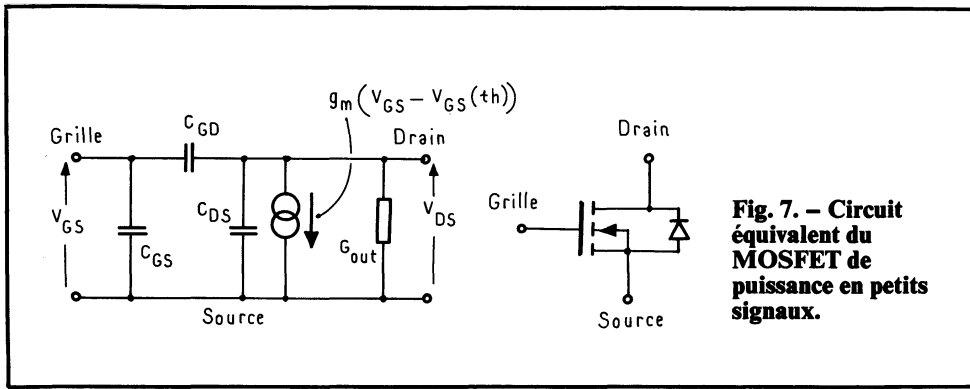 g_m(V_GS − V_GS(th))
Grille
C_GD
Drain
V_GS
C_GS
C_DS
G_out
V_DS
Source
Drain
Grille
Source
Fig. 7. – Circuit
équivalent du
MOSFET de
puissance en petits
signaux.